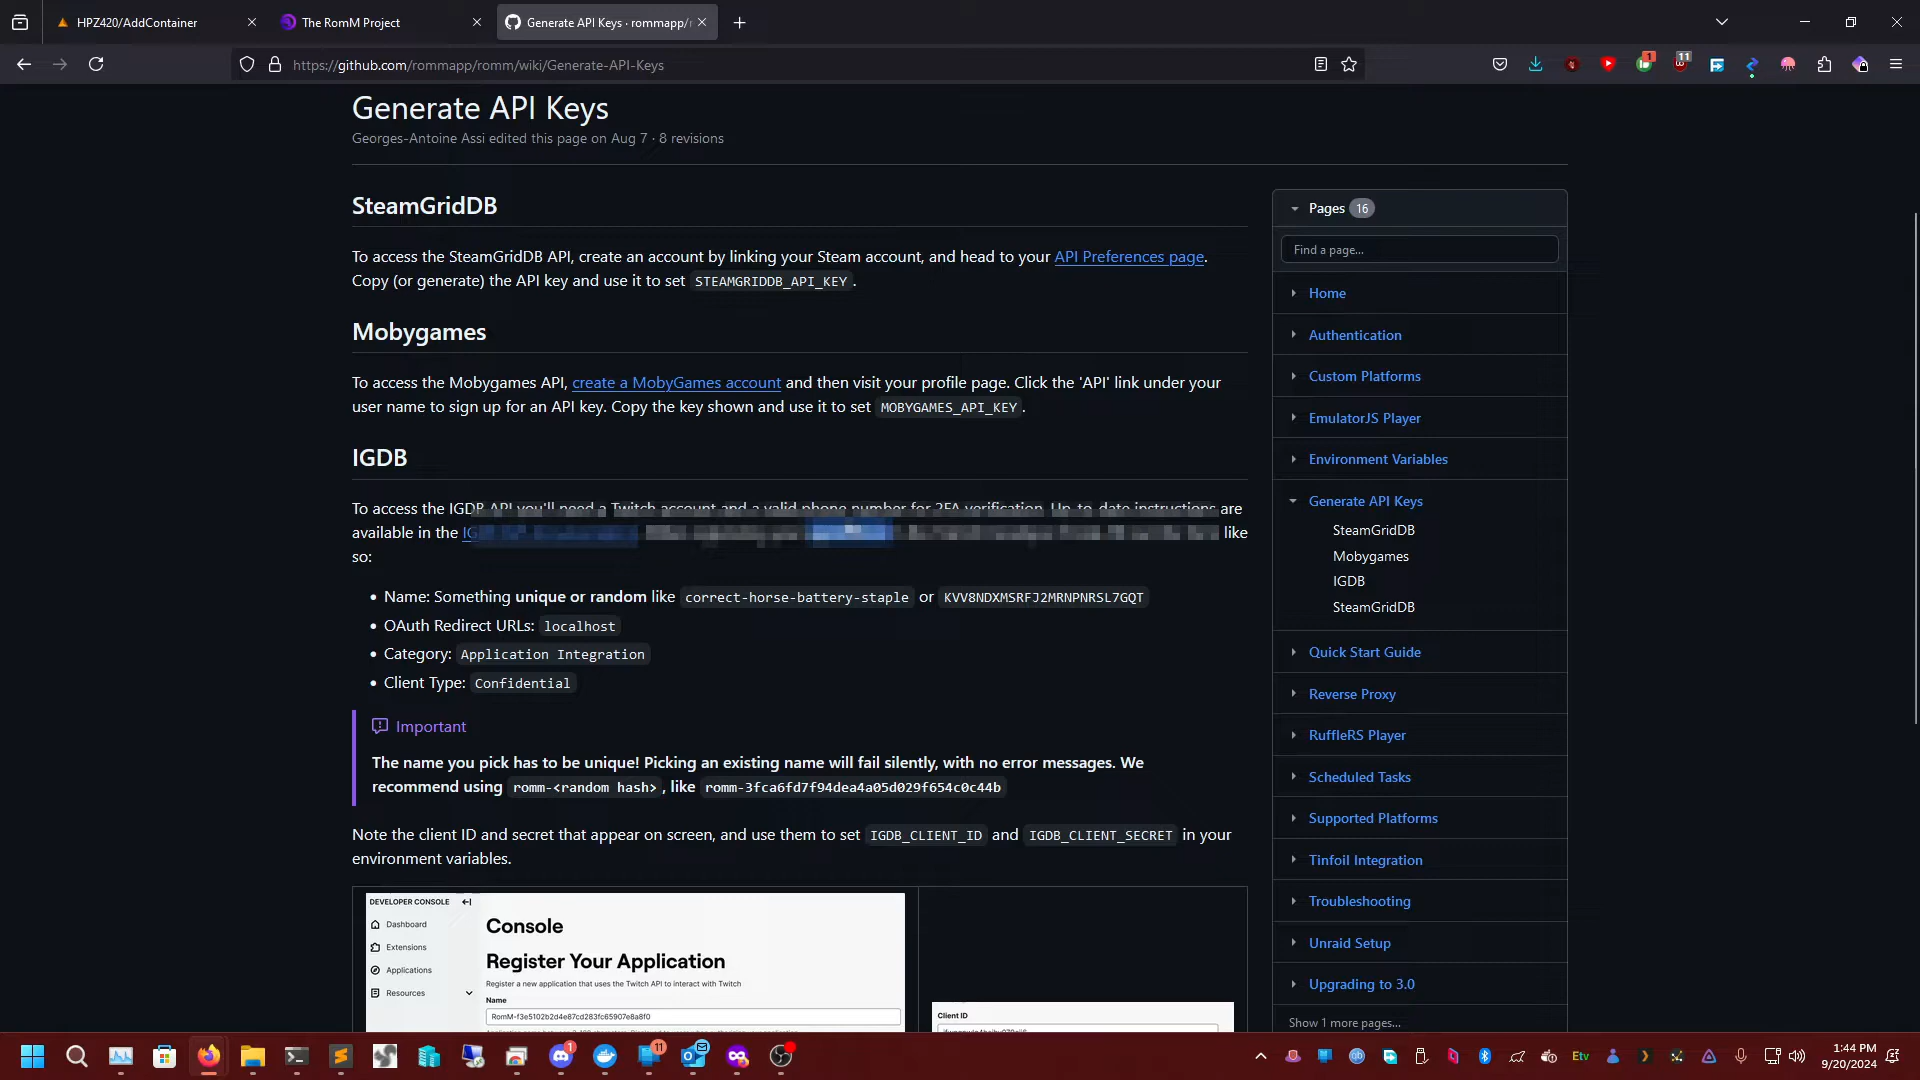 HPZ420/AddContainer
The RomM Project
Generate API Keys · rommapp/r
https://github.com/rommapp/romm/wiki/Generate-API-Keys
1
11
Generate API Keys
Georges-Antoine Assi edited this page on Aug 7 · 8 revisions
SteamGridDB
To access the SteamGridDB API, create an account by linking your Steam account, and head to your API Preferences page.
Copy (or generate) the API key and use it to set STEAMGRIDDB_API_KEY.
Mobygames
To access the Mobygames API, create a MobyGames account and then visit your profile page. Click the 'API' link under your
user name to sign up for an API key. Copy the key shown and use it to set MOBYGAMES_API_KEY.
IGDB
To access the IGDB API you'll need a Twitch account and a valid phone number for 2FA verification. Up-to-date instructions are
available in the like
so:
• Name: Something unique or random like correct-horse-battery-staple or KVV8NDXMSRFJ2MRNPNRSL7GQT
• OAuth Redirect URLs: localhost
• Category: Application Integration
• Client Type: Confidential
Important
The name you pick has to be unique! Picking an existing name will fail silently, with no error messages. We
recommend using romm-<random hash>, like romm-3fca6fd7f94dea4a05d029f654c0c44b
Note the client ID and secret that appear on screen, and use them to set IGDB_CLIENT_ID and IGDB_CLIENT_SECRET in your
environment variables.
DEVELOPER CONSOLE
Dashboard
Extensions
Applications
Resources
Console
Register Your Application
Register a new application that uses the Twitch API to interact with Twitch
Name
RomM-f3e5102b2d4e87cd283fc65907e8a8f0
Client ID
Pages 16
Find a page...
Home
Authentication
Custom Platforms
EmulatorJS Player
Environment Variables
Generate API Keys
SteamGridDB
Mobygames
IGDB
SteamGridDB
Quick Start Guide
Reverse Proxy
RuffleRS Player
Scheduled Tasks
Supported Platforms
Tinfoil Integration
Troubleshooting
Unraid Setup
Upgrading to 3.0
Show 1 more pages...
1
11
Etv
1:44 PM
9/20/2024